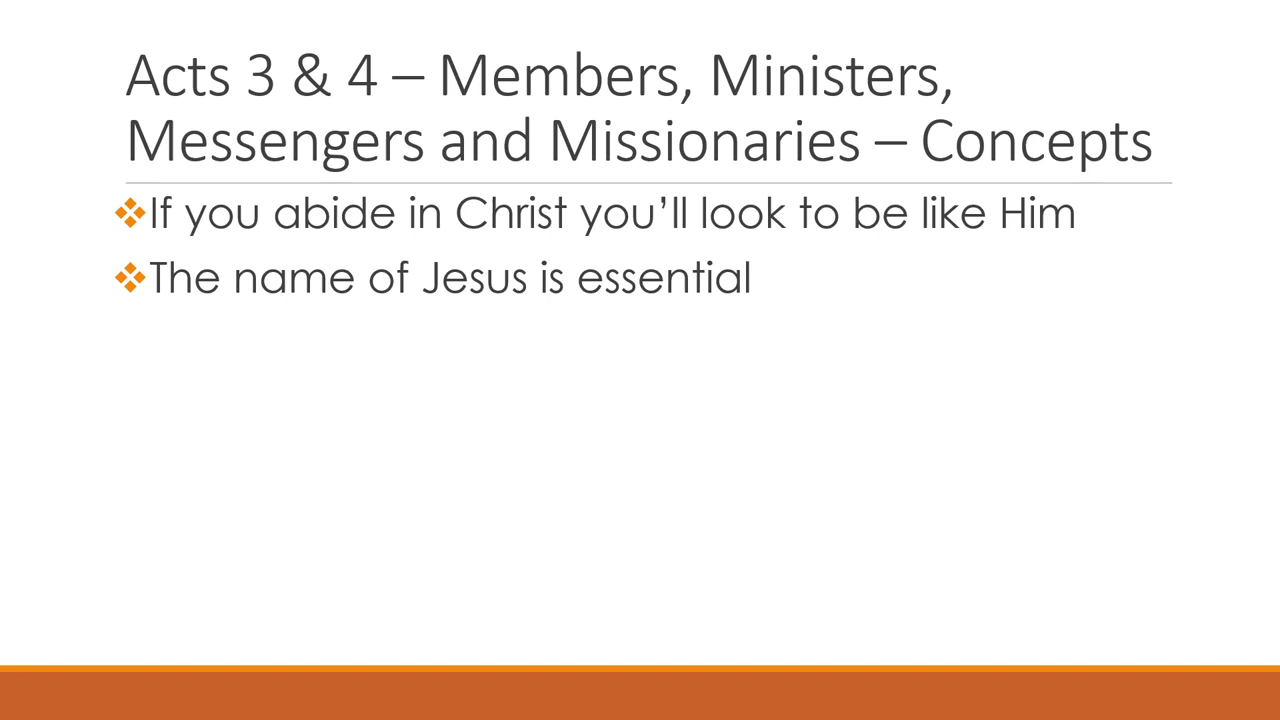 Acts 3 & 4 – Members, Ministers,
Messengers and Missionaries – Concepts
❖If you abide in Christ you’ll look to be like Him
❖The name of Jesus is essential